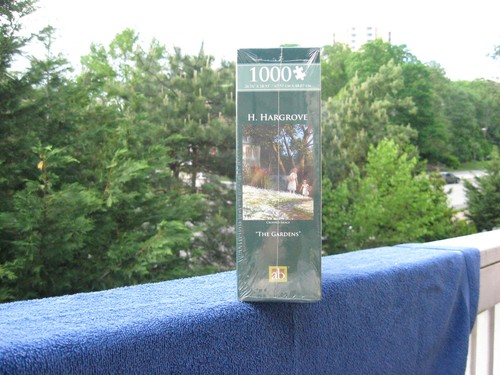 1000
H. HARGROVE
"THE GARDENS"